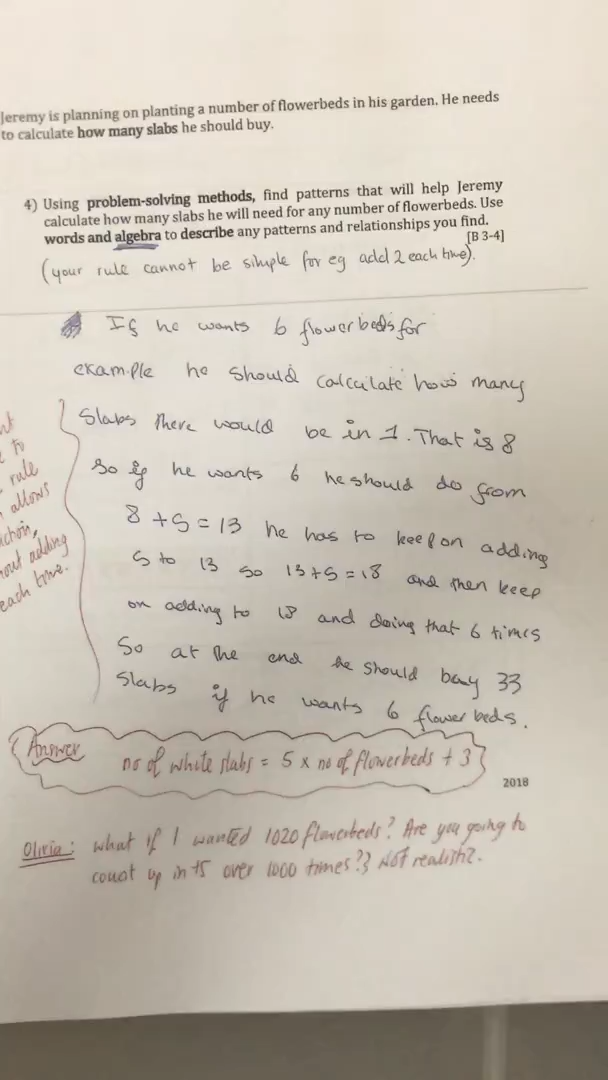 Jeremy is planning on planting a number of flowerbeds in his garden. He needs
to calculate how many slabs he should buy.
4) Using problem-solving methods, find patterns that will help Jeremy
calculate how many slabs he will need for any number of flowerbeds. Use
words and algebra to describe any patterns and relationships you find.
[B 3-4]
(your rule cannot be simple for eg add 2 each time).
If he wants 6 flowerbeds for
example he should calculate how many
slabs there would be in 1. That is 8
So if he wants 6 he should do from
8 + 5 = 13 he has to keep on adding
5 to 13 so 13+5 = 18 and then keep
on adding to 18 and doing that 6 times
So at the end he should buy 33
slabs if he wants 6 flowerbeds.
to
rule
allows
adding
each time.
Answer
no of white slabs = 5 x no of flowerbeds + 3
2018
Olivia: what if I wanted 1020 flowerbeds? Are you going to
count up in +5 over 1000 times?? Not realistic.